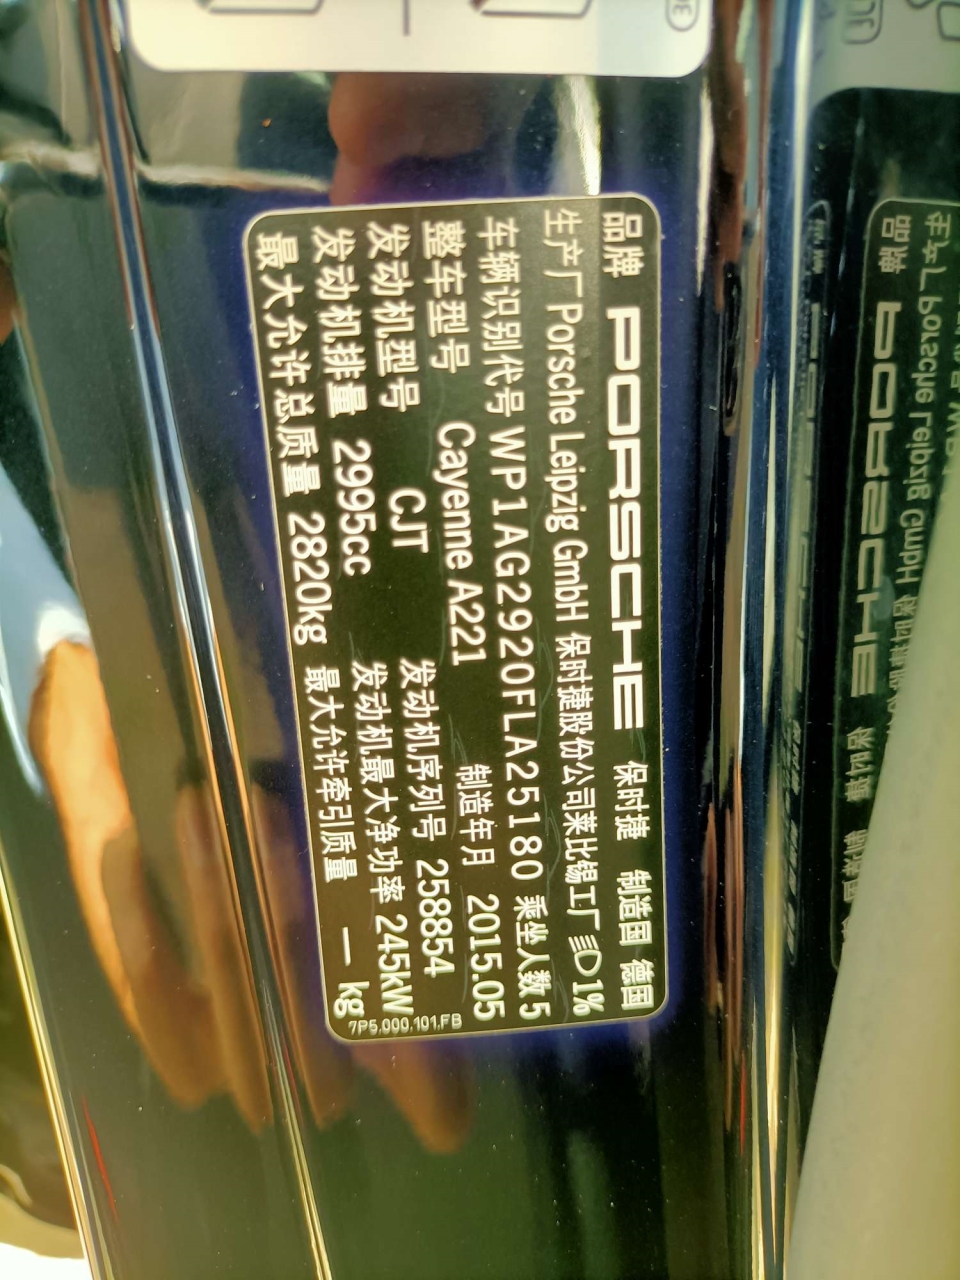 品牌 PORSCHE 保时捷 制造国 德国
生产厂 Porsche Leipzig GmbH 保时捷股份公司莱比锡工厂 1%
车辆识别代号 WP1AG2920FLA25180 乘坐人数 5
整车型号 Cayenne A221 制造年月 2015.05
发动机型号 CJT 发动机序列号 258854
发动机排量 2995cc 发动机最大净功率 245kW
最大允许总质量 2820kg 最大允许牵引质量 — kg
7P5.000.101.FB